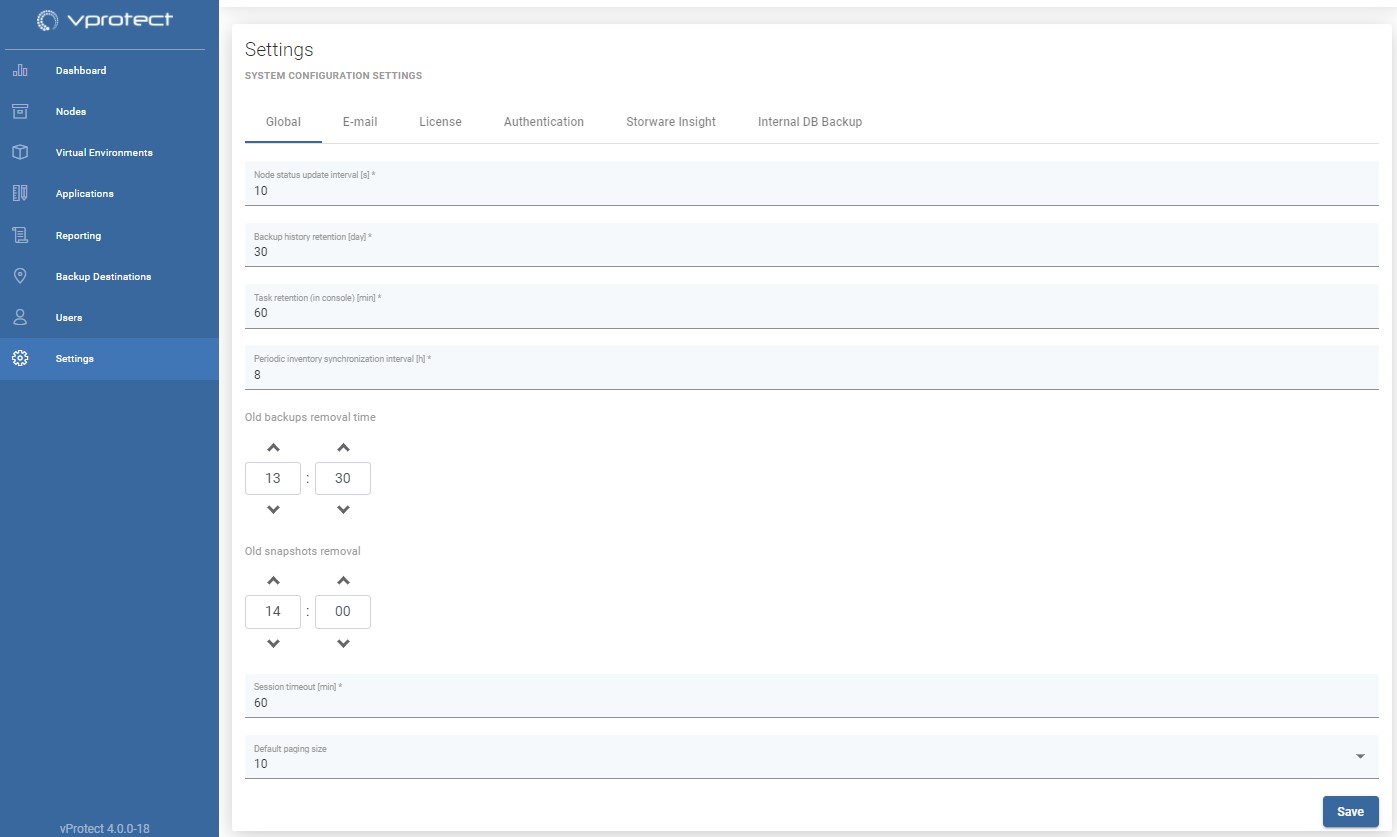 vprotect
Dashboard
Nodes
Virtual Environments
Applications
Reporting
Backup Destinations
Users
Settings
vProtect 4.0.0-18
Settings
SYSTEM CONFIGURATION SETTINGS
Global E-mail License Authentication Storware Insight Internal DB Backup
Node status update interval [s] *
10
Backup history retention [day] *
30
Task retention (in console) [min] *
60
Periodic inventory synchronization interval [h] *
8
Old backups removal time
13 : 30
Old snapshots removal
14 : 00
Session timeout [min] *
60
Default paging size
10
Save